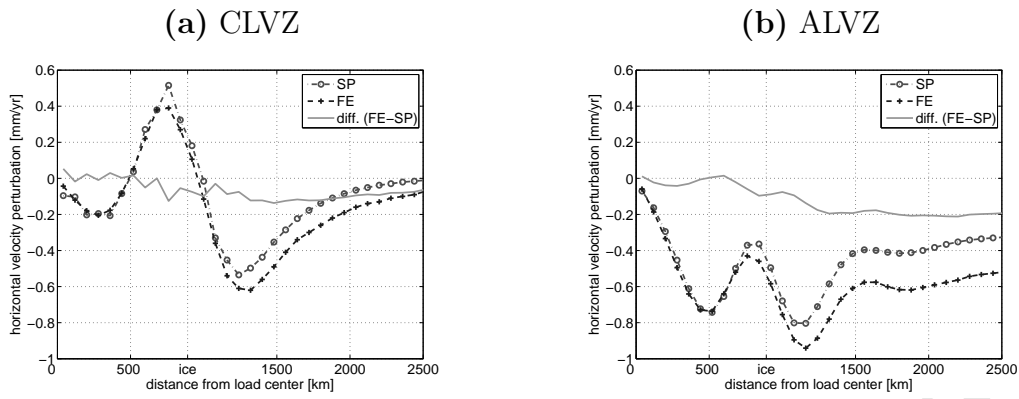 (a) CLVZ
0.6
0.4
0.2
0
−0.2
−0.4
−0.6
−0.8
−1
horizontal velocity perturbation [mm/yr]
SP
FE
diff. (FE−SP)
500 ice 1000 1500 2000 2500
distance from load center [km]
(b) ALVZ
0.6
0.4
0.2
0
−0.2
−0.4
−0.6
−0.8
−1
horizontal velocity perturbation [mm/yr]
SP
FE
diff. (FE−SP)
500 ice 1000 1500 2000 2500
distance from load center [km]